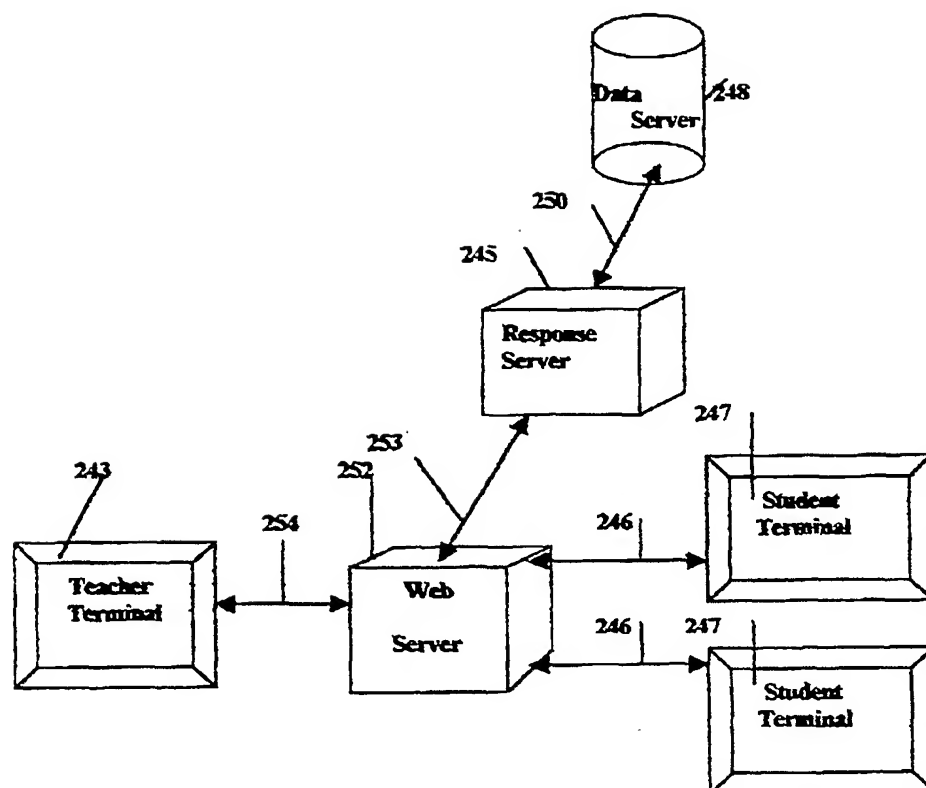 Data
Server
248
250
245
Response
Server
247
253
243
252
Student
Terminal
254
246
Teacher
Terminal
Web
Server
246
247
Student
Terminal